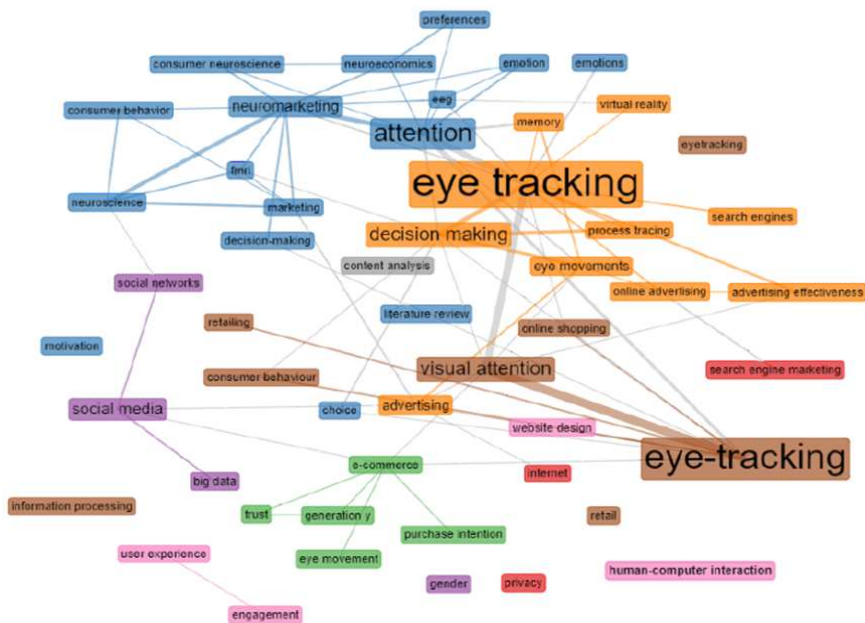 preferences
consumer neuroscience
neuroeconomics
emotion
emotions
consumer behavior
neuromarketing
eeg
virtual reality
attention
memory
eyetracking
fmri
eye tracking
neuroscience
marketing
search engines
decision-making
decision making
process tracing
content analysis
eye movements
social networks
online advertising
advertising effectiveness
retailing
literature review
online shopping
motivation
visual attention
search engine marketing
consumer behaviour
social media
choice
advertising
website design
eye-tracking
e-commerce
internet
big data
information processing
trust
generation y
retail
purchase intention
user experience
eye movement
human-computer interaction
gender
privacy
engagement